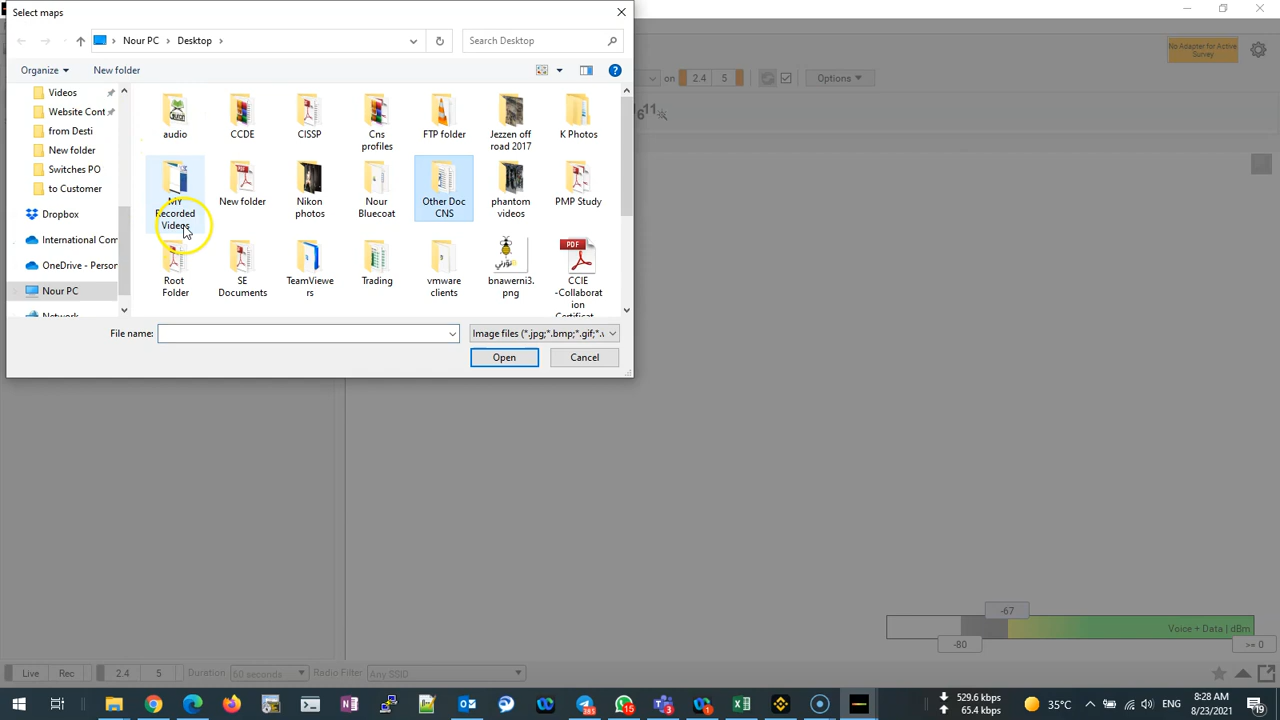 Select maps
Nour PC
Desktop
Search Desktop
No Adapter for Active
Survey
Organize
New folder
on
2.4
5
Options
Videos
Website Cont
from Desti
New folder
Switches PO
to Customer
Dropbox
International Com
OneDrive - Person
Nour PC
Network
audio
CCDE
CISSP
Cns
profiles
FTP folder
Jezzen off
road 2017
K Photos
MY
Recorded
Videos
New folder
Nikon
photos
Nour
Bluecoat
Other Doc
CNS
phantom
videos
PMP Study
Root
Folder
SE
Documents
TeamViewe
rs
Trading
vmware
clients
bnawerni3.
png
PDF
CCIE
-Collaborat
ion
Certificat
File name:
Image files (*.jpg;*.bmp;*.gif;*.
Open
Cancel
-67
Voice + Data | dBm
-80
>= 0
Live
Rec
2.4
5
Duration
50 seconds
Radio Filter
Any SSID
529.6 kbps
65.4 kbps
35°C
ENG
8:28 AM
8/23/2021